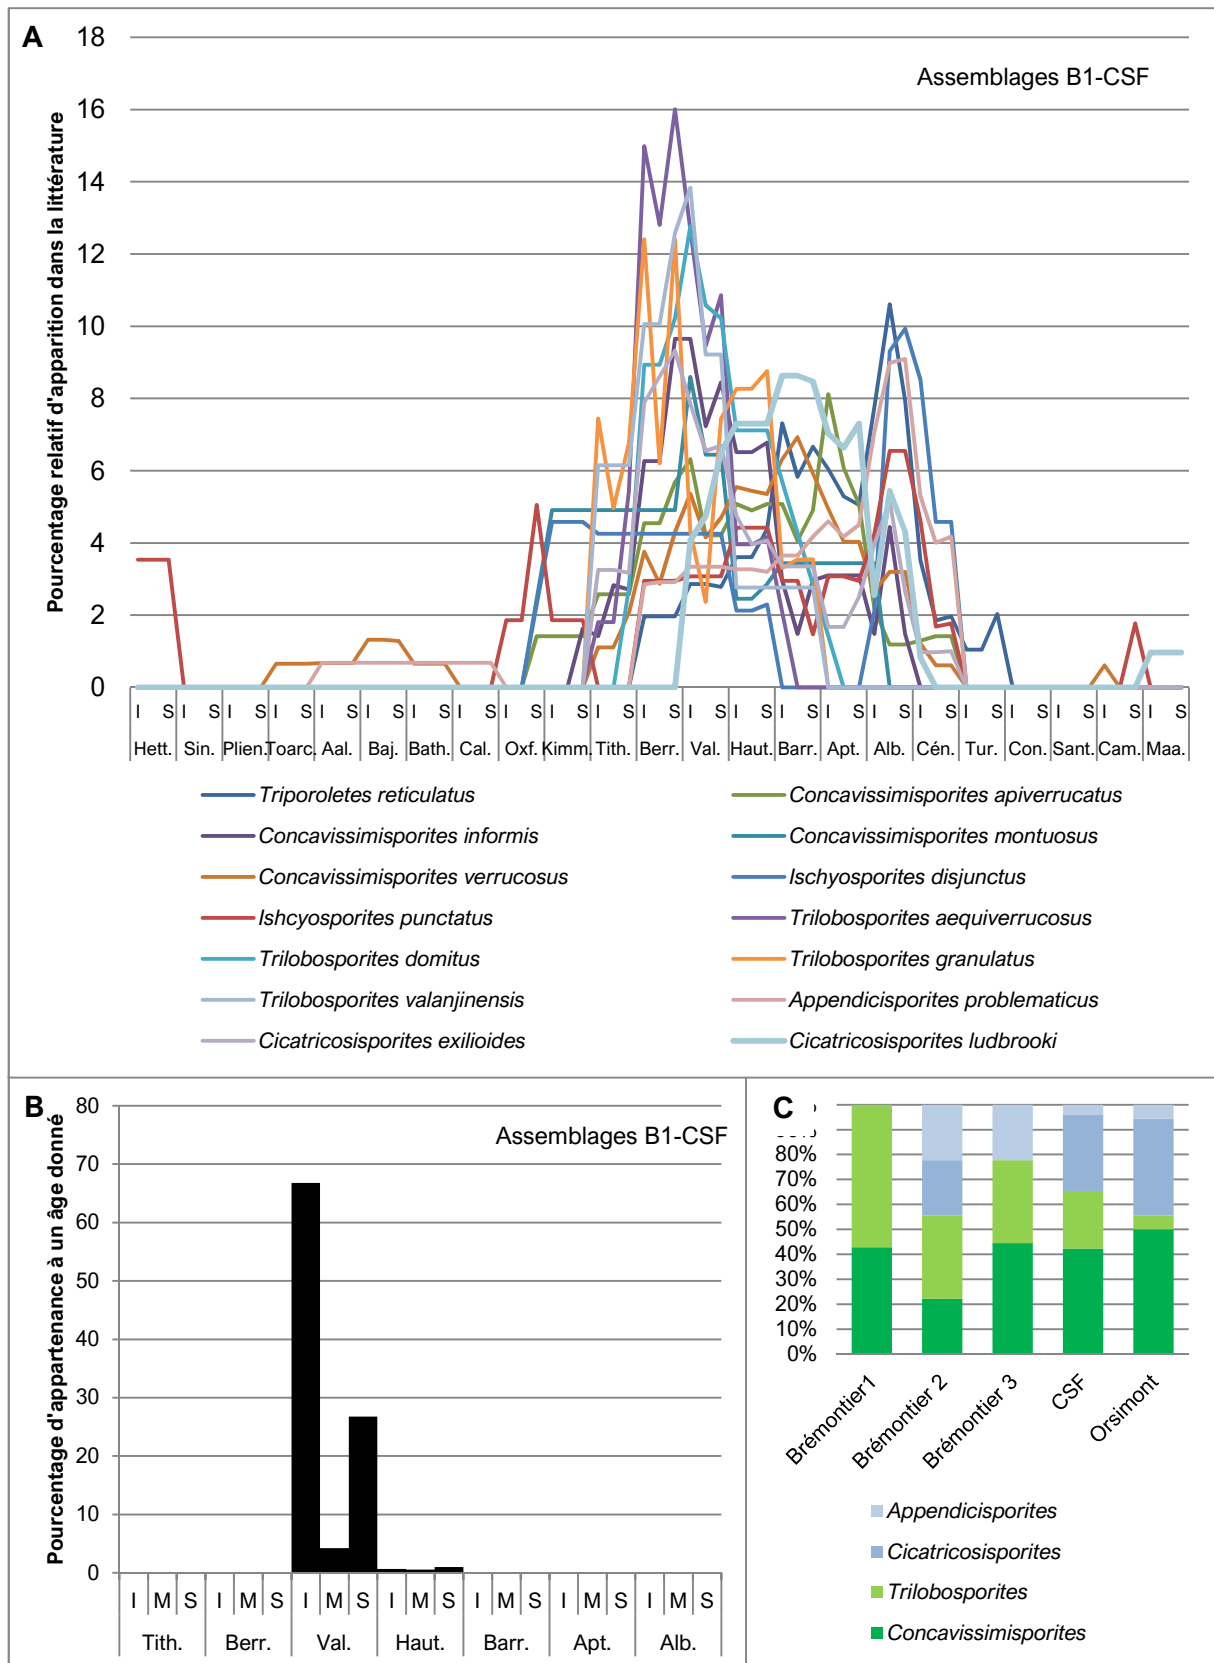 A
Assemblages B1-CSF
Pourcentage relatif d'apparition dans la littérature
18
16
14
12
10
8
6
4
2
0
I S I S I S I S I S I S I S I S I S I S I S I S I S I S I S I S I S I S I S I S I S I S I S
Hett. Sin. Plien. Toarc. Aal. Baj. Bath. Cal. Oxf. Kimm. Tith. Berr. Val. Haut. Barr. Apt. Alb. Cén. Tur. Con. Sant. Cam. Maa.
Triporoletes reticulatus
Concavissimisporites apiverrucatus
Concavissimisporites informis
Concavissimisporites montuosus
Concavissimisporites verrucosus
Ischyosporites disjunctus
Ishcyosporites punctatus
Trilobosporites aequiverrucosus
Trilobosporites domitus
Trilobosporites granulatus
Trilobosporites valanjinensis
Appendicisporites problematicus
Cicatricosisporites exilioides
Cicatricosisporites ludbrooki
B
Assemblages B1-CSF
Pourcentage d'appartenance à un âge donné
80
70
60
50
40
30
20
10
0
I M S I M S I M S I M S I M S I M S I M S
Tith. Berr. Val. Haut. Barr. Apt. Alb.
C
80%
70%
60%
50%
40%
30%
20%
10%
0%
Brémontier1
Brémontier 2
Brémontier 3
CSF
Orsimont
Appendicisporites
Cicatricosisporites
Trilobosporites
Concavissimisporites